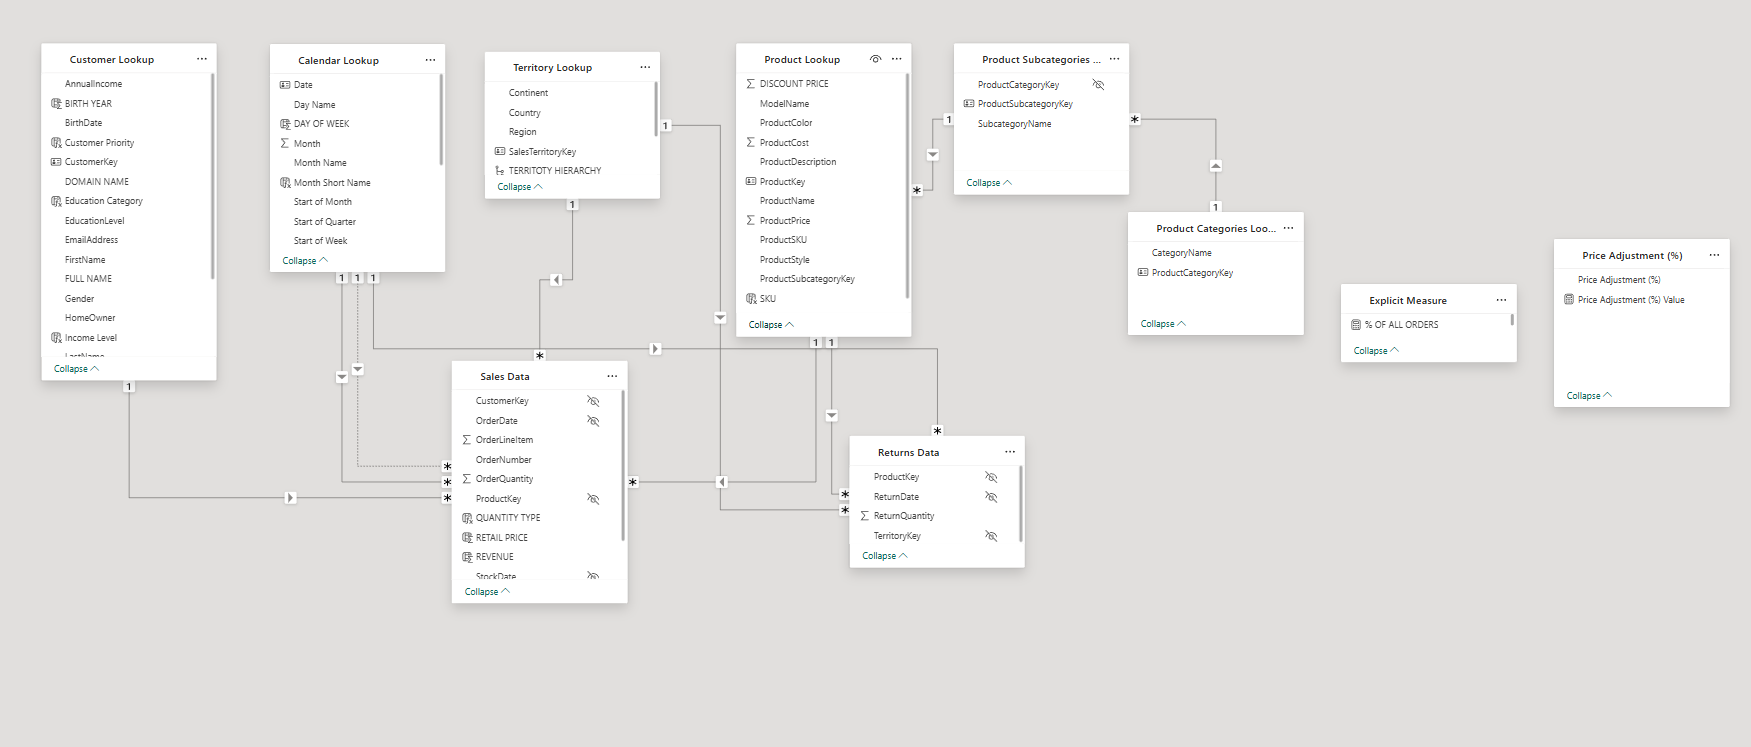 Customer Lookup
AnnualIncome
BIRTH YEAR
BirthDate
Customer Priority
CustomerKey
DOMAIN NAME
Education Category
EducationLevel
EmailAddress
FirstName
FULL NAME
Gender
HomeOwner
Income Level
LastName
Collapse
1
Calendar Lookup
Date
Day Name
DAY OF WEEK
Month
Month Name
Month Short Name
Start of Month
Start of Quarter
Start of Week
Collapse
1
1
1
Territory Lookup
Continent
Country
Region
SalesTerritoryKey
TERRITOTY HIERARCHY
Collapse
1
1
Product Lookup
DISCOUNT PRICE
ModelName
ProductColor
ProductCost
ProductDescription
ProductKey
ProductName
ProductPrice
ProductSKU
ProductStyle
ProductSubcategoryKey
SKU
Collapse
1
1
*
Product Subcategories ...
ProductCategoryKey
ProductSubcategoryKey
SubcategoryName
Collapse
1
*
1
Product Categories Loo...
CategoryName
ProductCategoryKey
Collapse
Explicit Measure
% OF ALL ORDERS
Collapse
Price Adjustment (%)
Price Adjustment (%)
Price Adjustment (%) Value
Collapse
*
Sales Data
CustomerKey
OrderDate
OrderLineItem
OrderNumber
OrderQuantity
ProductKey
QUANTITY TYPE
RETAIL PRICE
REVENUE
StockDate
Collapse
*
*
*
*
*
Returns Data
ProductKey
ReturnDate
ReturnQuantity
TerritoryKey
Collapse
*
*